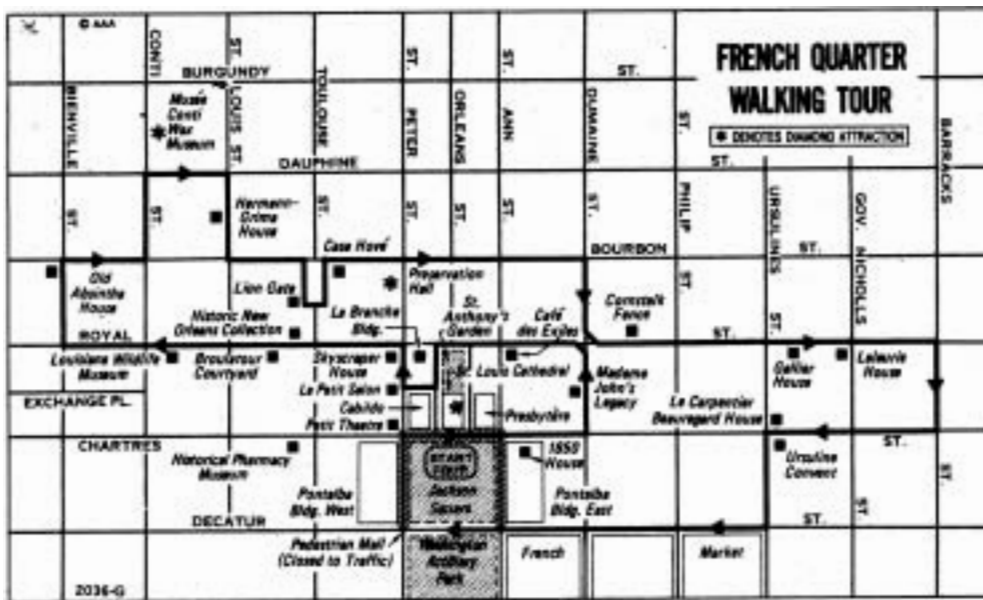 © AAA
FRENCH QUARTER
WALKING TOUR
✱ DENOTES DIAMOND ATTRACTION
BIENVILLE
ST.
CONTI
ST.
ST.
LOUIS ST.
TOULOUSE
ST.
ST.
PETER
ST.
ORLEANS
ST.
ST.
ANN
ST.
DUMAINE
ST.
ST.
PHILIP
ST.
URSULINES
ST.
GOV. NICHOLLS
ST.
BARRACKS
ST.
BURGUNDY
ST.
Musée
Conti
Wax
Museum
DAUPHINE
ST.
Hermann-
Grima
House
Casa Hové
BOURBON
ST.
Old
Absinthe
House
Lion Gate
Preservation
Hall
Historic New
Orleans Collection
La Branche
Bldg.
St.
Anthony's
Garden
Café
des Exiles
Cornstalk
Fence
ROYAL
ST.
Louisiana Wildlife
Museum
Broulatour
Courtyard
Skyscraper
House
St. Louis Cathedral
Madame
John's
Legacy
Gallier
House
Lalaurie
House
Le Petit Salon
EXCHANGE PL.
Cabildo
Presbytère
Le Carpentier
Beauregard House
Petit Theatre
CHARTRES
ST.
Historical Pharmacy
Museum
START
Jackson
Square
1850
House
Ursuline
Convent
Pontalba
Bldg. West
Pontalba
Bldg. East
DECATUR
ST.
Pedestrian Mall
(Closed to Traffic)
Washington
Artillery
Park
French
Market
2036-G